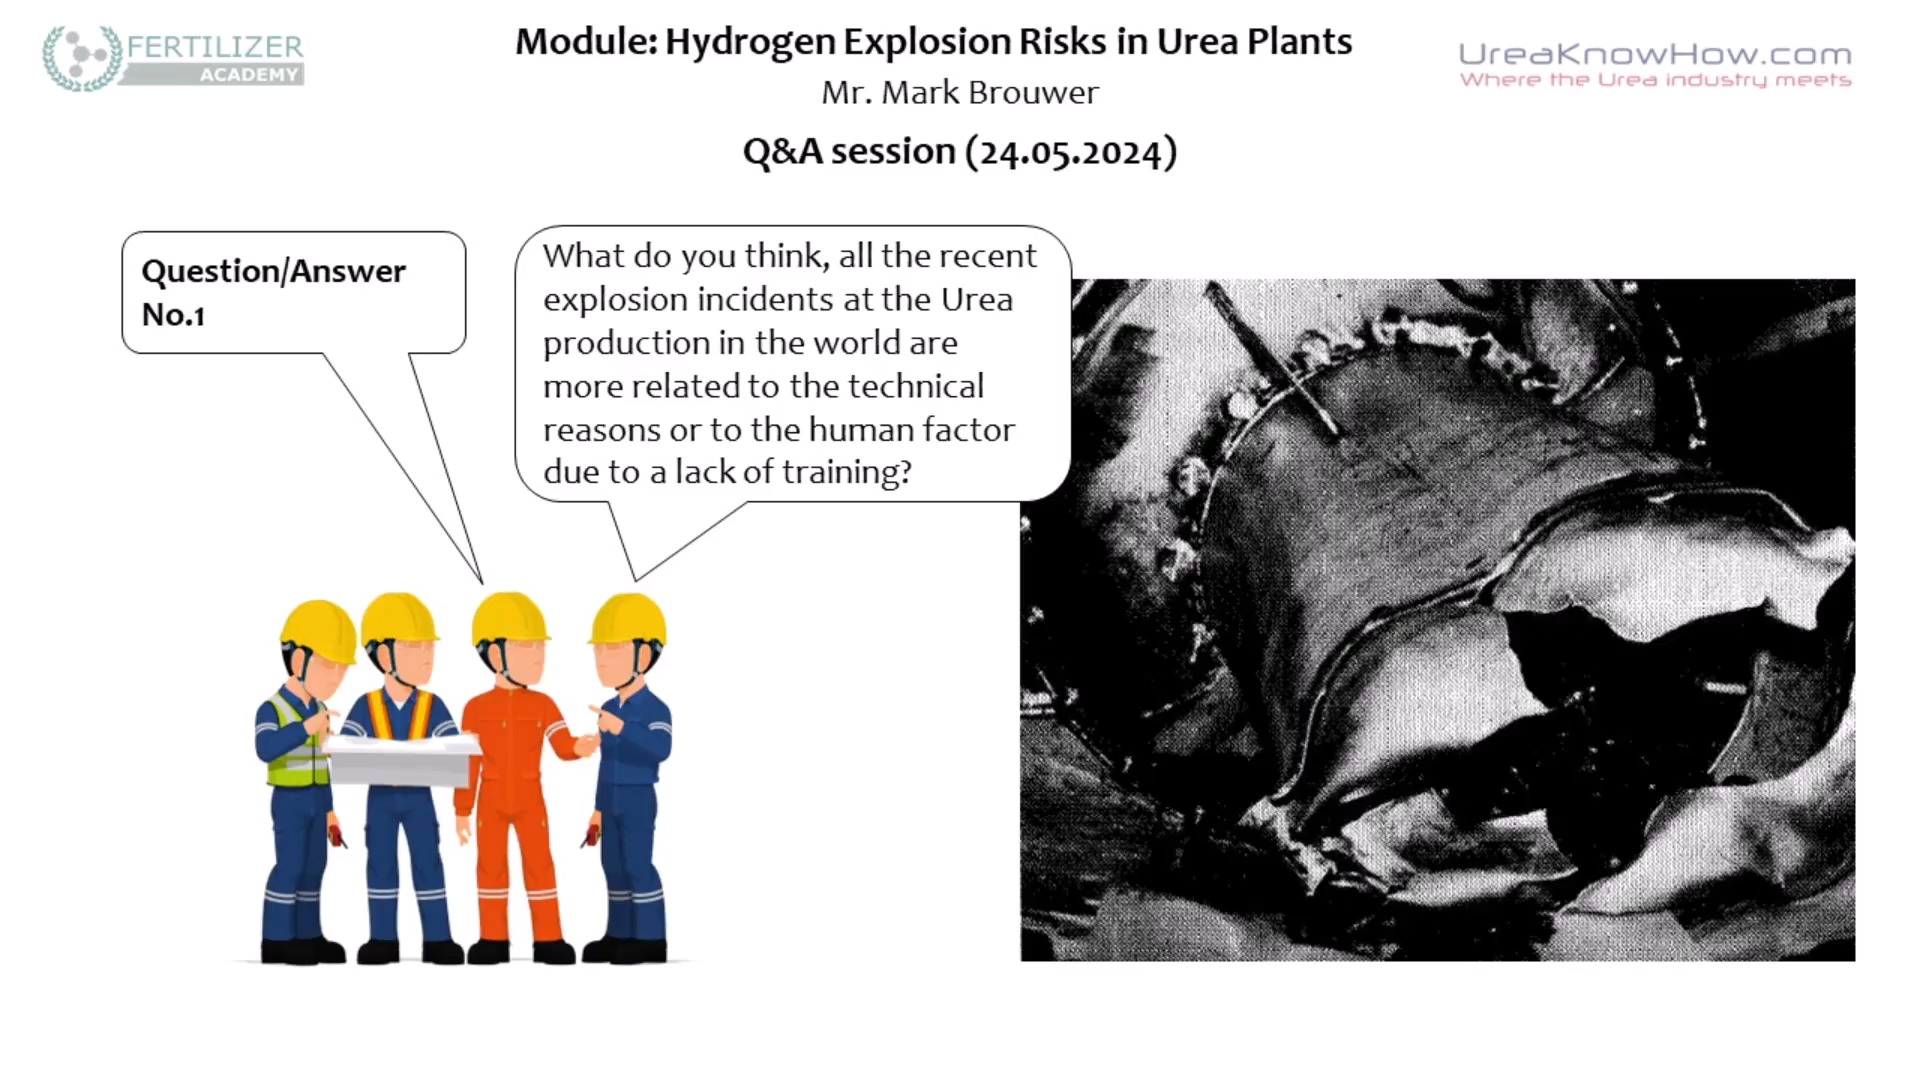 FERTILIZER
ACADEMY
Module: Hydrogen Explosion Risks in Urea Plants
Mr. Mark Brouwer
Q&A session (24.05.2024)
UreaKnowHow.com
Where the Urea industry meets
Question/Answer
No.1
What do you think, all the recent
explosion incidents at the Urea
production in the world are
more related to the technical
reasons or to the human factor
due to a lack of training?